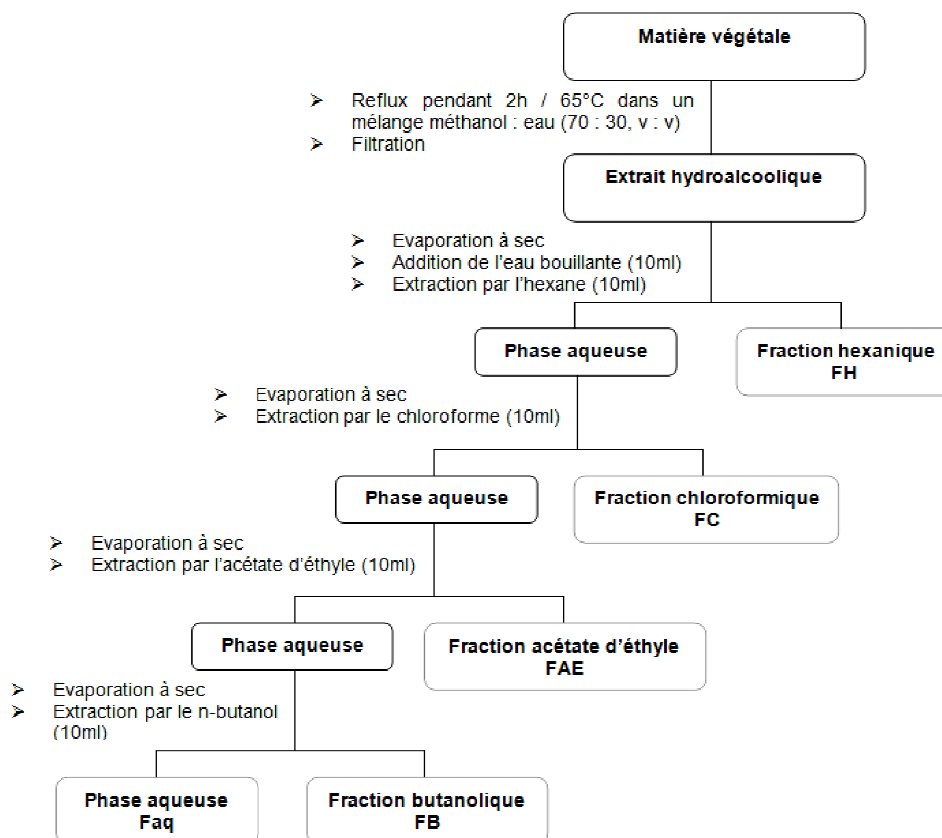 Matière végétale
➢ Reflux pendant 2h / 65°C dans un
mélange méthanol : eau (70 : 30, v : v)
➢ Filtration
Extrait hydroalcoolique
➢ Evaporation à sec
➢ Addition de l'eau bouillante (10ml)
➢ Extraction par l'hexane (10ml)
Phase aqueuse
Fraction hexanique
FH
➢ Evaporation à sec
➢ Extraction par le chloroforme (10ml)
Phase aqueuse
Fraction chloroformique
FC
➢ Evaporation à sec
➢ Extraction par l'acétate d'éthyle (10ml)
Phase aqueuse
Fraction acétate d'éthyle
FAE
➢ Evaporation à sec
➢ Extraction par le n-butanol
(10ml)
Phase aqueuse
Faq
Fraction butanolique
FB